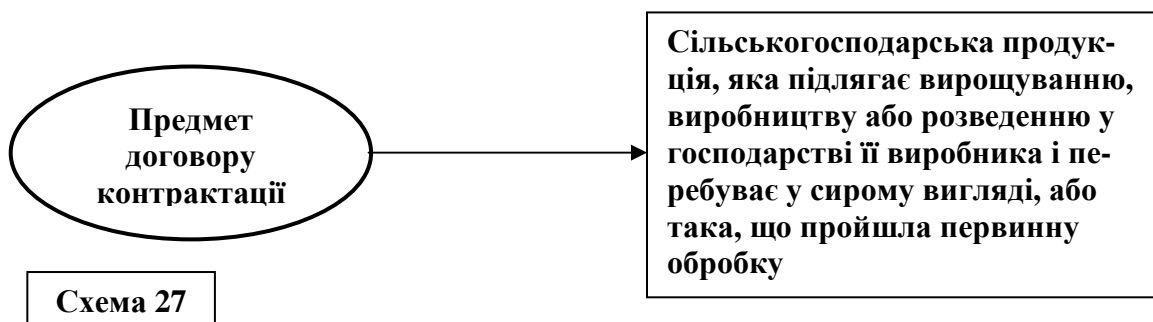 Предмет
договору
контрактації
Сільськогосподарська продук-
ція, яка підлягає вирощуванню,
виробництву або розведенню у
господарстві її виробника і пе-
ребуває у сирому вигляді, або
така, що пройшла первинну
обробку
Схема 27